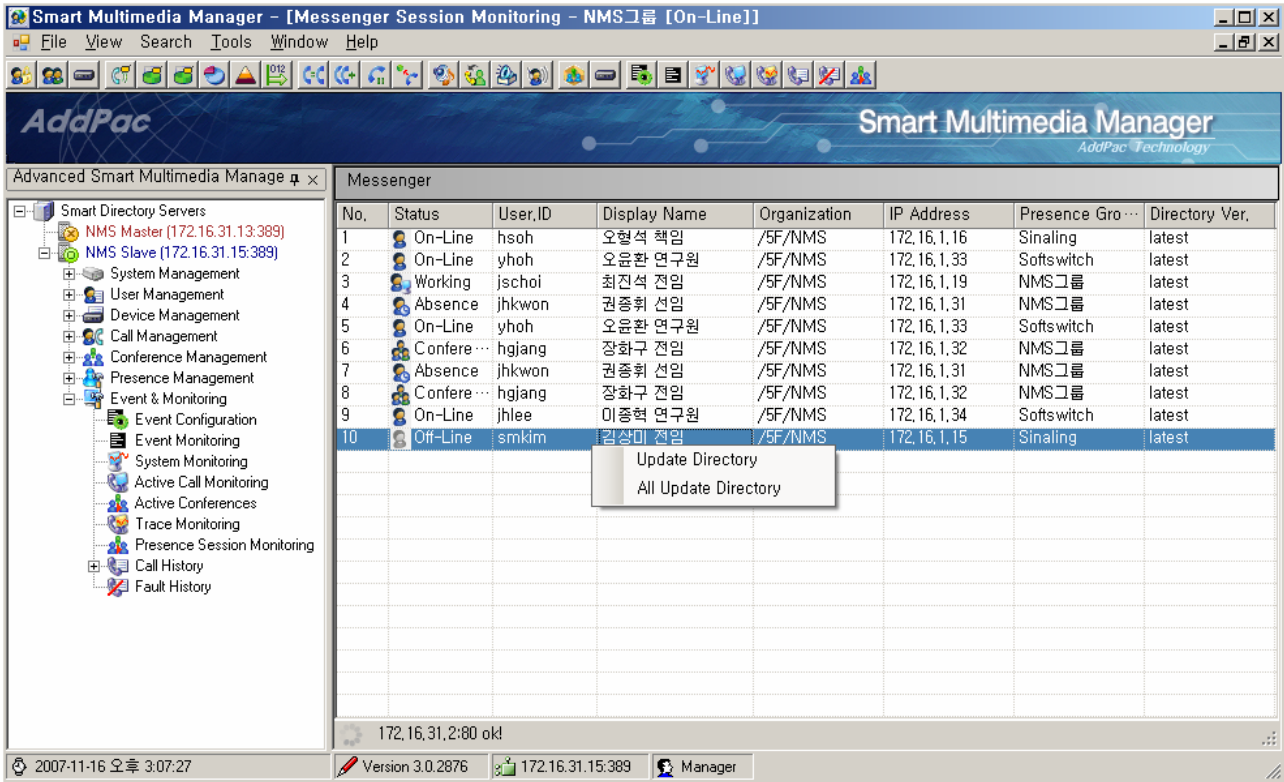 Smart Multimedia Manager - [Messenger Session Monitoring - NMS그룹 [On-Line]]
File View Search Tools Window Help
012
AddPac
Smart Multimedia Manager
AddPac Technology
Advanced Smart Multimedia Manage
Messenger
Smart Directory Servers
NMS Master (172.16.31.13:389)
NMS Slave (172.16.31.15:389)
System Management
User Management
Device Management
Call Management
Conference Management
Presence Management
Event & Monitoring
Event Configuration
Event Monitoring
System Monitoring
Active Call Monitoring
Active Conferences
Trace Monitoring
Presence Session Monitoring
Call History
Fault History
No. Status User.ID Display Name Organization IP Address Presence Gro… Directory Ver.
1 On-Line hsoh 오형석 책임 /5F/NMS 172.16.1.16 Sinaling latest
2 On-Line yhoh 오윤환 연구원 /5F/NMS 172.16.1.33 Softswitch latest
3 Working jschoi 최진석 전임 /5F/NMS 172.16.1.19 NMS그룹 latest
4 Absence jhkwon 권종휘 선임 /5F/NMS 172.16.1.31 NMS그룹 latest
5 On-Line yhoh 오윤환 연구원 /5F/NMS 172.16.1.33 Softswitch latest
6 Confere… hgjang 장화구 전임 /5F/NMS 172.16.1.32 NMS그룹 latest
7 Absence jhkwon 권종휘 선임 /5F/NMS 172.16.1.31 NMS그룹 latest
8 Confere… hgjang 장화구 전임 /5F/NMS 172.16.1.32 NMS그룹 latest
9 On-Line jhlee 이종혁 연구원 /5F/NMS 172.16.1.34 Softswitch latest
10 Off-Line smkim 김상미 전임 /5F/NMS 172.16.1.15 Sinaling latest
Update Directory
All Update Directory
172.16.31.2:80 ok!
2007-11-16 오후 3:07:27 Version 3.0.2876 172.16.31.15:389 Manager